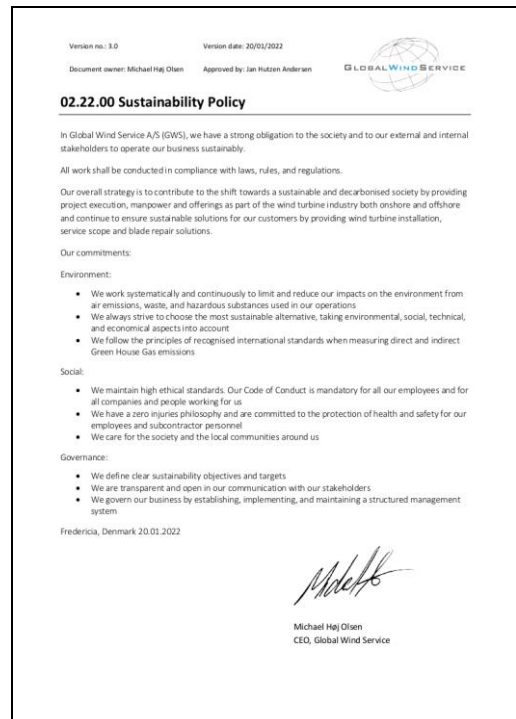 Version no.: 3.0 Version date: 20/01/2022
Document owner: Michael Høj Olsen Approved by: Jan Hutzen Andersen
GLOBALWINDSERVICE
02.22.00 Sustainability Policy
In Global Wind Service A/S (GWS), we have a strong obligation to the society and to our external and internal
stakeholders to operate our business sustainably.
All work shall be conducted in compliance with laws, rules, and regulations.
Our overall strategy is to contribute to the shift towards a sustainable and decarbonised society by providing
project execution, manpower and offerings as part of the wind turbine industry both onshore and offshore
and continue to ensure sustainable solutions for our customers by providing wind turbine installation,
service scope and blade repair solutions.
Our commitments:
Environment:
• We work systematically and continuously to limit and reduce our impacts on the environment from
air emissions, waste, and hazardous substances used in our operations
• We always strive to choose the most sustainable alternative, taking environmental, social, technical,
and economical aspects into account
• We follow the principles of recognised international standards when measuring direct and indirect
Green House Gas emissions
Social:
• We maintain high ethical standards. Our Code of Conduct is mandatory for all our employees and for
all companies and people working for us
• We have a zero injuries philosophy and are committed to the protection of health and safety for our
employees and subcontractor personnel
• We care for the society and the local communities around us
Governance:
• We define clear sustainability objectives and targets
• We are transparent and open in our communication with our stakeholders
• We govern our business by establishing, implementing, and maintaining a structured management
system
Fredericia, Denmark 20.01.2022
Michael Høj Olsen
CEO, Global Wind Service